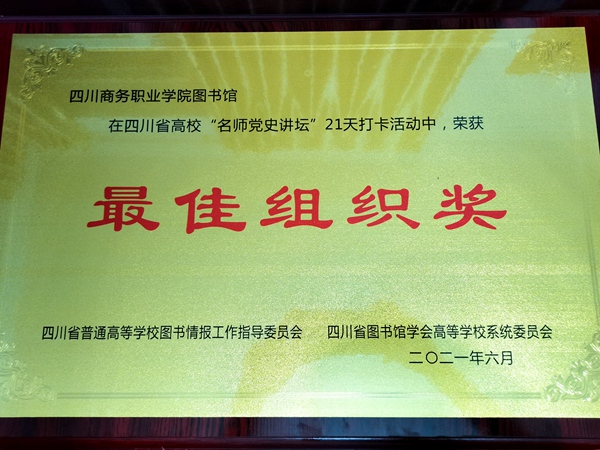 四川商务职业学院图书馆
在四川省高校“名师党史讲坛”21天打卡活动中，荣获
最佳组织奖
四川省普通高等学校图书情报工作指导委员会 四川省图书馆学会高等学校系统委员会
二〇二一年六月